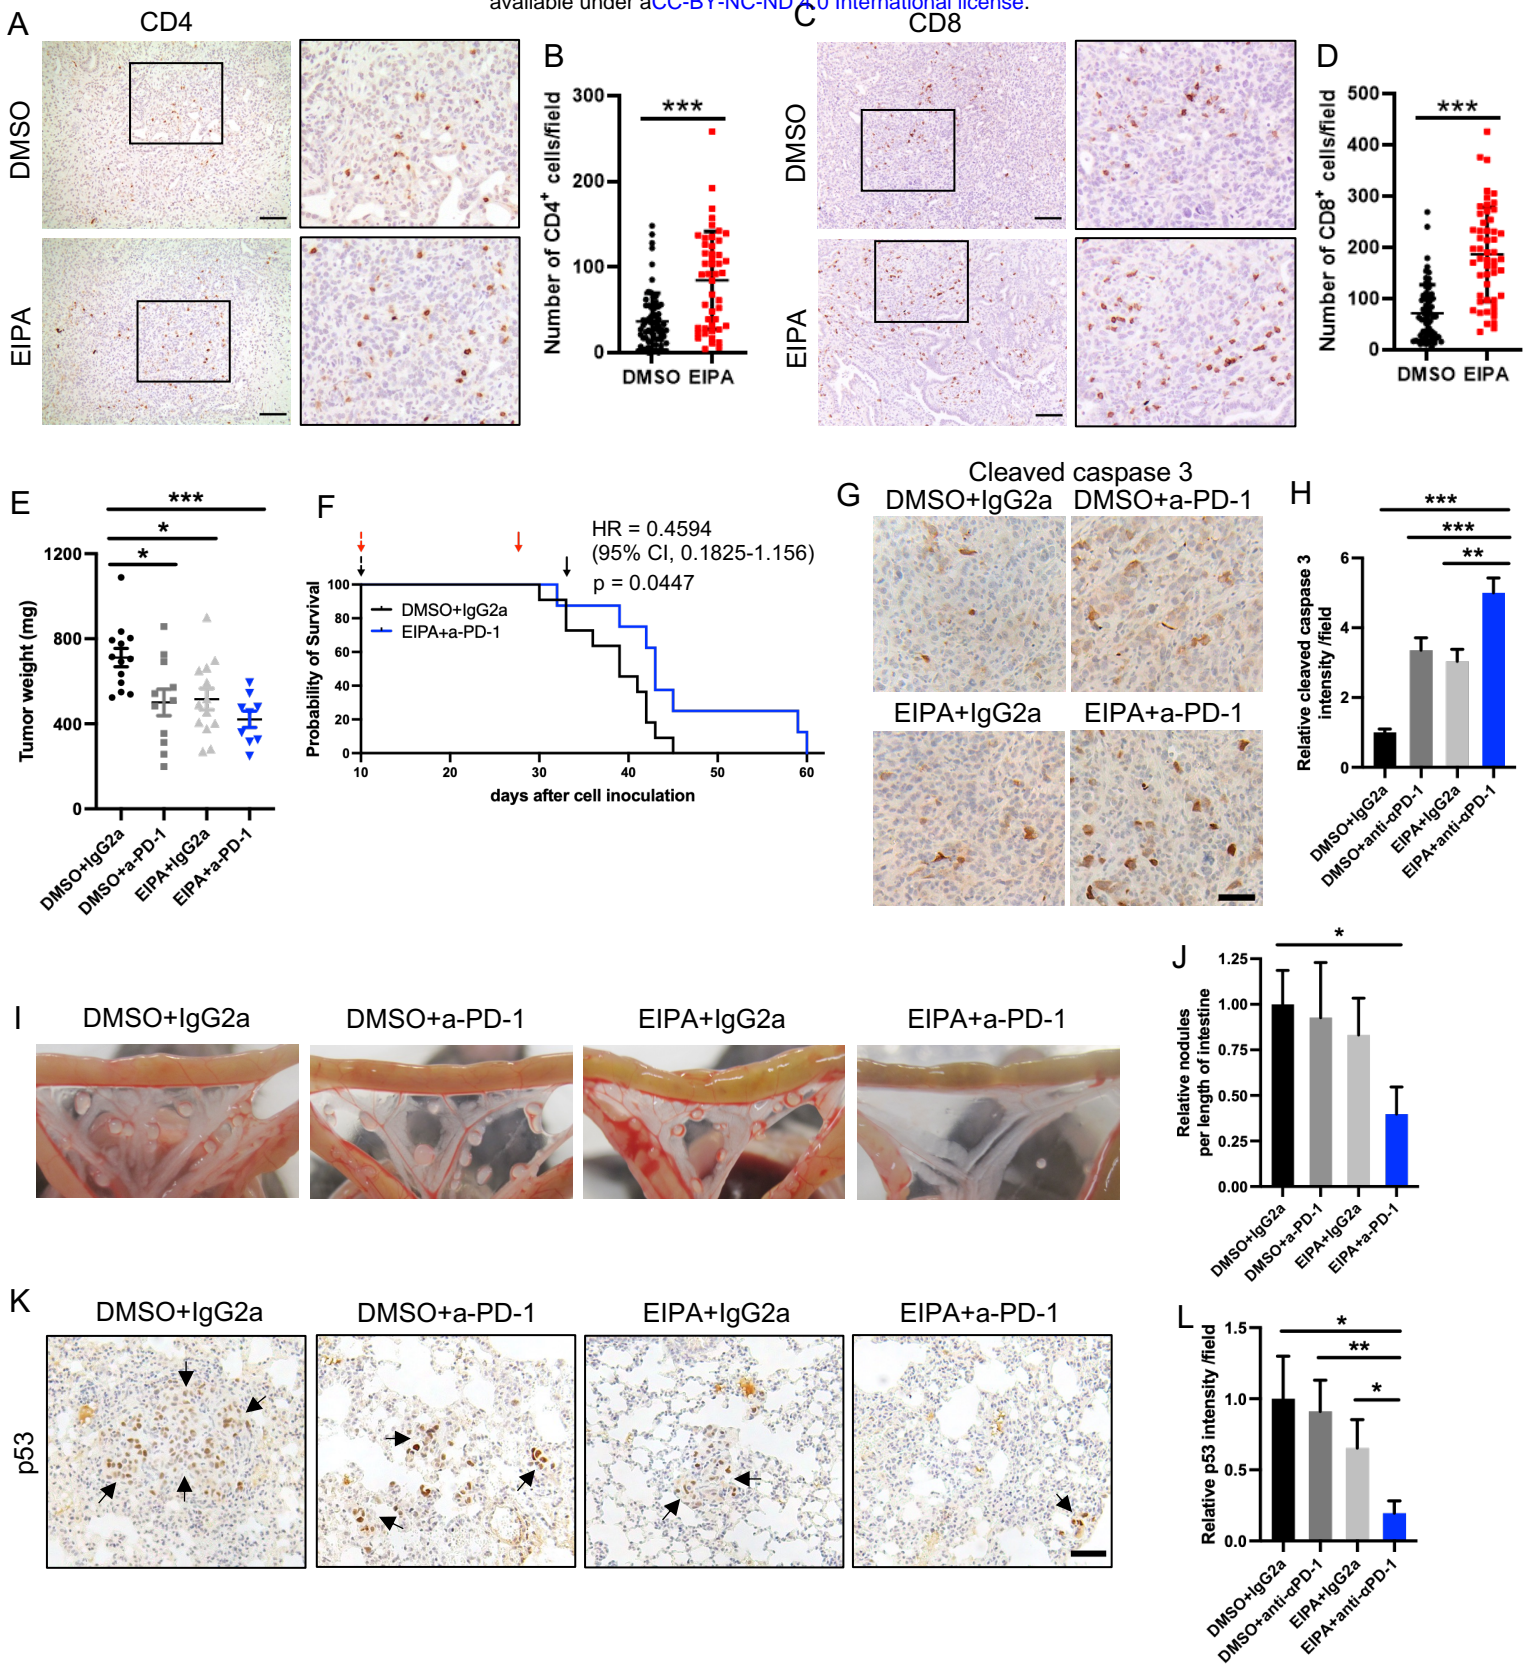 available under aCC-BY-NC-ND 4.0 International license.
A
CD4
DMSO
EIPA
B
***
Number of CD4+ cells/field
300
200
100
0
DMSO EIPA
C
CD8
DMSO
EIPA
D
***
Number of CD8+ cells/field
500
400
300
200
100
0
DMSO EIPA
E
***
*
*
Tumor weight (mg)
1200
800
400
0
DMSO+IgG2a
DMSO+a-PD-1
EIPA+IgG2a
EIPA+a-PD-1
F
HR = 0.4594
(95% CI, 0.1825-1.156)
p = 0.0447
DMSO+IgG2a
EIPA+a-PD-1
Probability of Survival
100
80
60
40
20
0
10 20 30 40 50 60
days after cell inoculation
G
Cleaved caspase 3
DMSO+IgG2a DMSO+a-PD-1
EIPA+IgG2a EIPA+a-PD-1
H
***
***
**
Relative cleaved caspase 3
intensity /field
6
4
2
0
DMSO+IgG2a
DMSO+anti-αPD-1
EIPA+IgG2a
EIPA+anti-αPD-1
I
DMSO+IgG2a DMSO+a-PD-1 EIPA+IgG2a EIPA+a-PD-1
J
*
Relative nodules
per length of intestine
1.25
1.00
0.75
0.50
0.25
0.00
DMSO+IgG2a
DMSO+a-PD-1
EIPA+IgG2a
EIPA+a-PD-1
K
DMSO+IgG2a DMSO+a-PD-1 EIPA+IgG2a EIPA+a-PD-1
p53
L
*
**
*
Relative p53 intensity /field
1.5
1.0
0.5
0.0
DMSO+IgG2a
DMSO+anti-αPD-1
EIPA+IgG2a
EIPA+anti-αPD-1